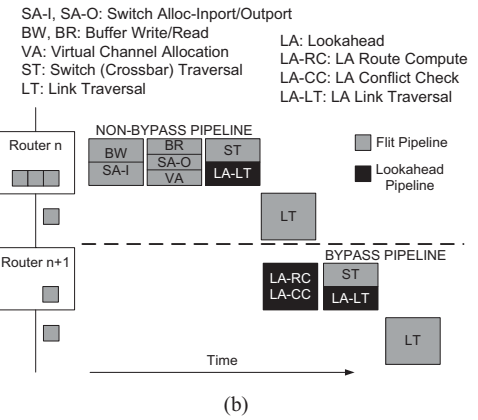 SA-I, SA-O: Switch Alloc-Inport/Outport
BW, BR: Buffer Write/Read
VA: Virtual Channel Allocation
ST: Switch (Crossbar) Traversal
LT: Link Traversal
LA: Lookahead
LA-RC: LA Route Compute
LA-CC: LA Conflict Check
LA-LT: LA Link Traversal
NON-BYPASS PIPELINE
Router n
BW
SA-I
BR
SA-O
VA
ST
LA-LT
Flit Pipeline
Lookahead
Pipeline
LT
Router n+1
BYPASS PIPELINE
LA-RC
LA-CC
ST
LA-LT
LT
Time
(b)